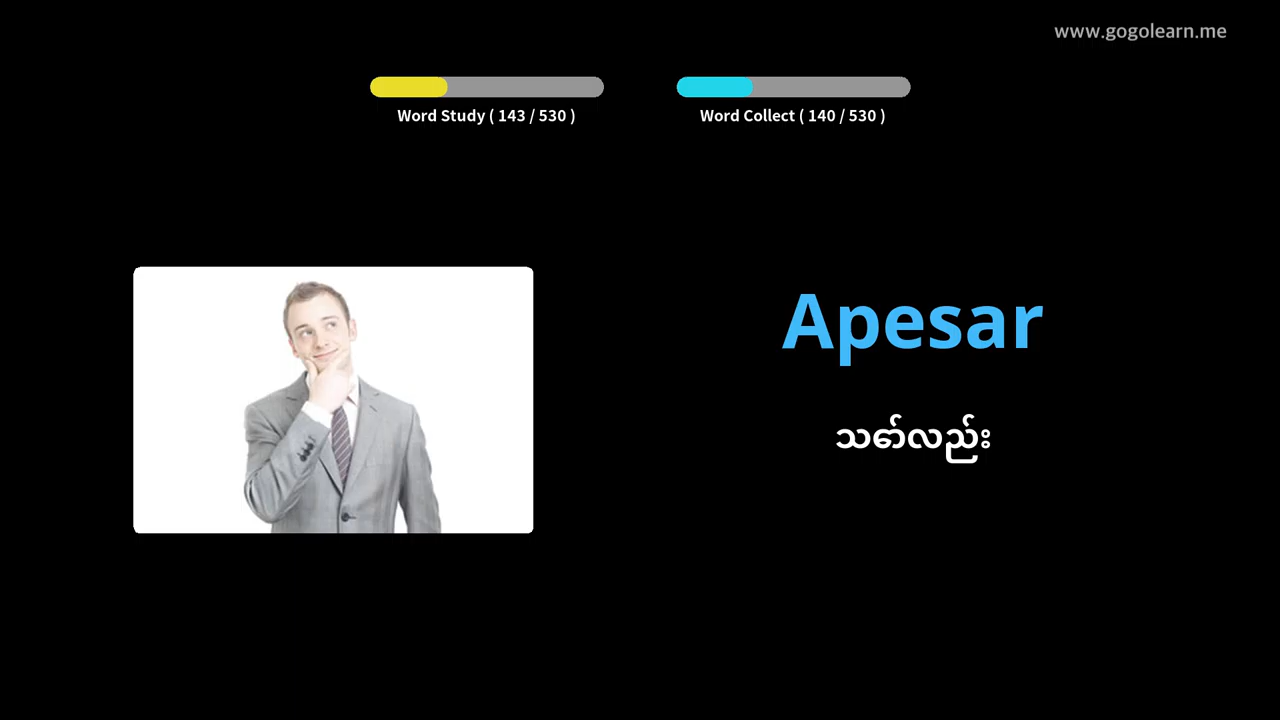 www.gogolearn.me
Word Study ( 143 / 530 )
Word Collect ( 140 / 530 )
Apesar
သော်လည်း